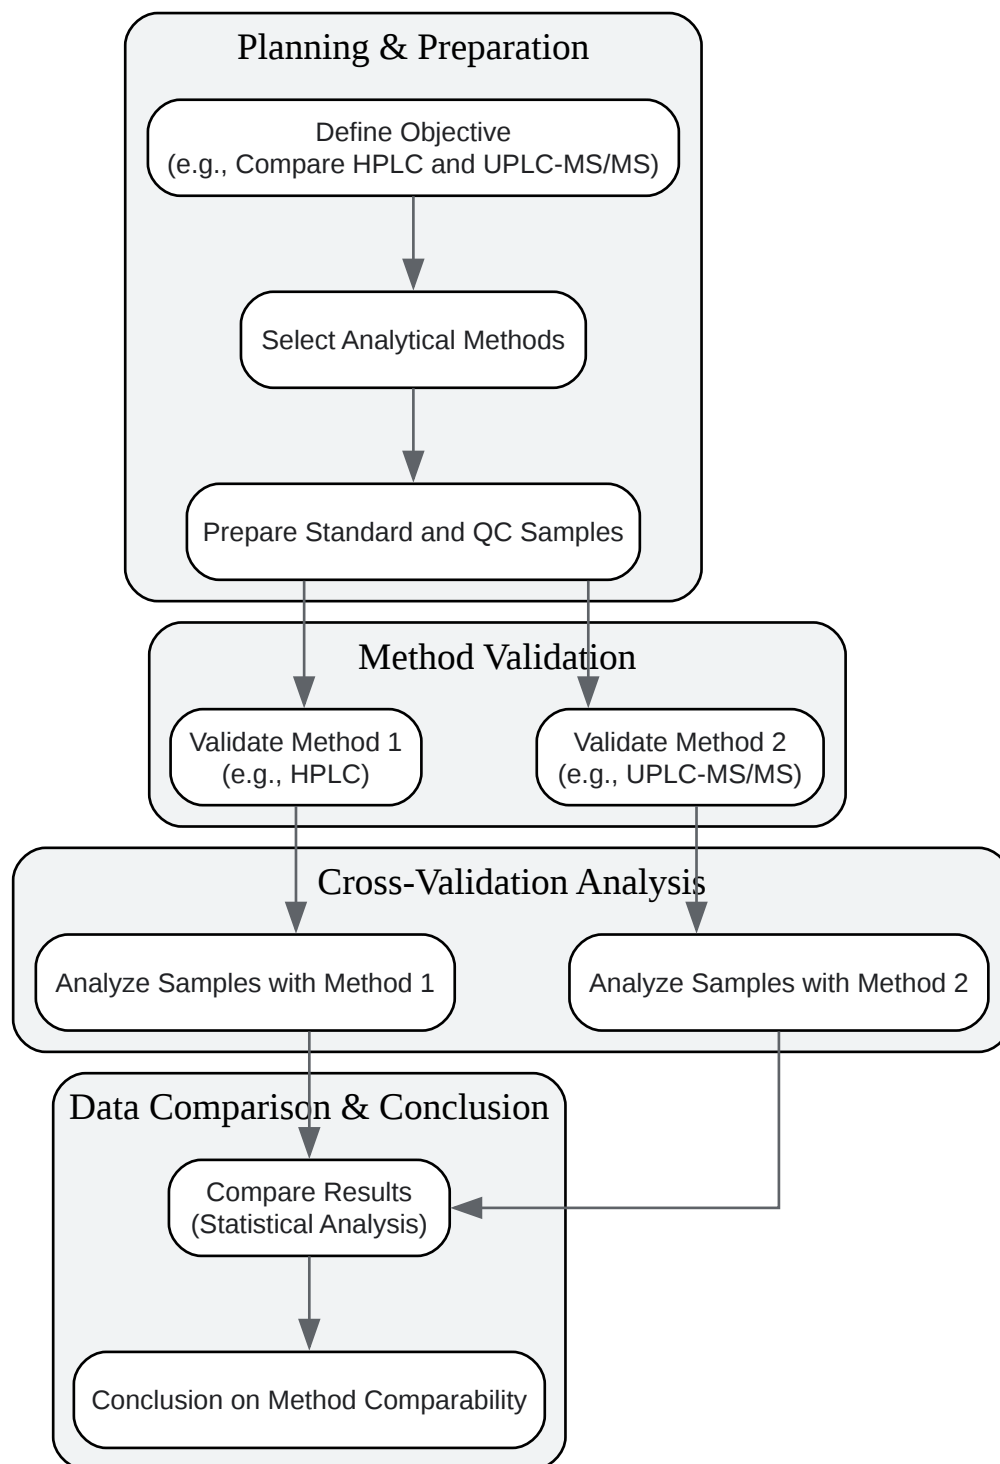 Planning & Preparation
Define Objective
(e.g., Compare HPLC and UPLC-MS/MS)
Select Analytical Methods
Prepare Standard and QC Samples
Method Validation
Validate Method 1
(e.g., HPLC)
Validate Method 2
(e.g., UPLC-MS/MS)
Cross-Validation Analysis
Analyze Samples with Method 1
Analyze Samples with Method 2
Data Comparison & Conclusion
Compare Results
(Statistical Analysis)
Conclusion on Method Comparability